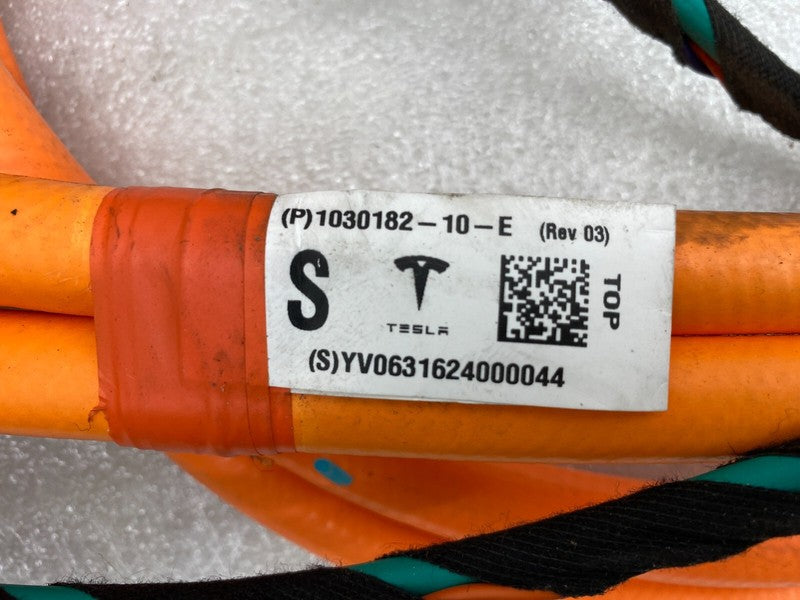 (P)1030182-10-E (Rev 03)
S
TESLA
TOP
(S)YV0631624000044